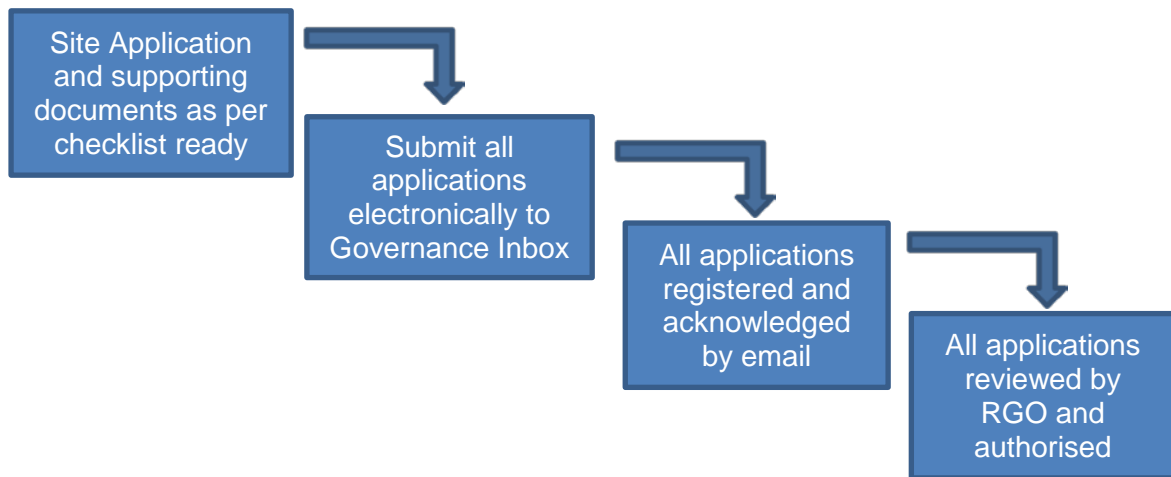 Site Application
and supporting
documents as per
checklist ready
Submit all
applications
electronically to
Governance Inbox
All applications
registered and
acknowledged
by email
All applications
reviewed by
RGO and
authorised